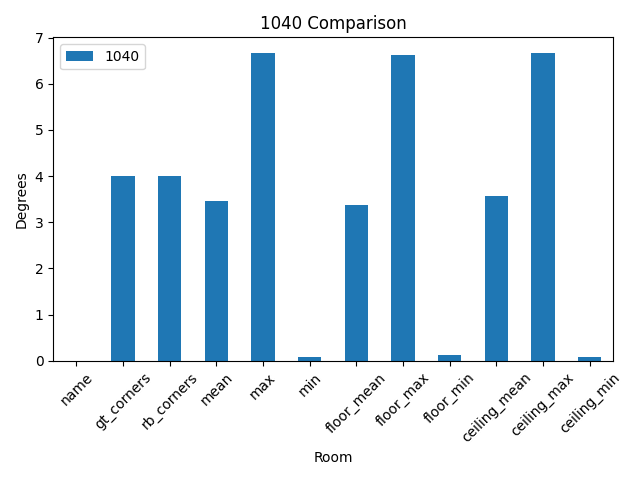 1040 Comparison
1040
Degrees
7
6
5
4
3
2
1
0
name
gt_corners
rb_corners
mean
max
min
floor_mean
floor_max
floor_min
ceiling_mean
ceiling_max
ceiling_min
Room